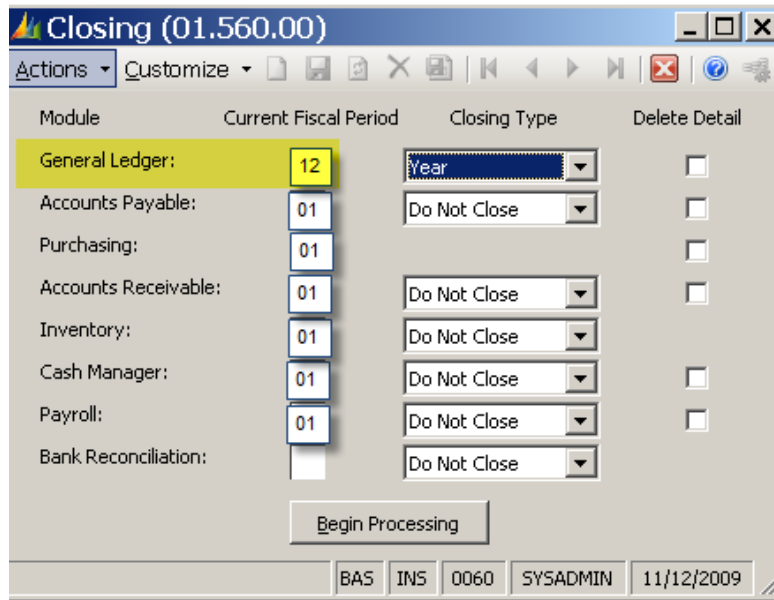 Closing (01.560.00)
Actions Customize
Module Current Fiscal Period Closing Type Delete Detail
General Ledger: 12 Year
Accounts Payable: 01 Do Not Close
Purchasing: 01
Accounts Receivable: 01 Do Not Close
Inventory: 01 Do Not Close
Cash Manager: 01 Do Not Close
Payroll: 01 Do Not Close
Bank Reconciliation: Do Not Close
Begin Processing
BAS INS 0060 SYSADMIN 11/12/2009